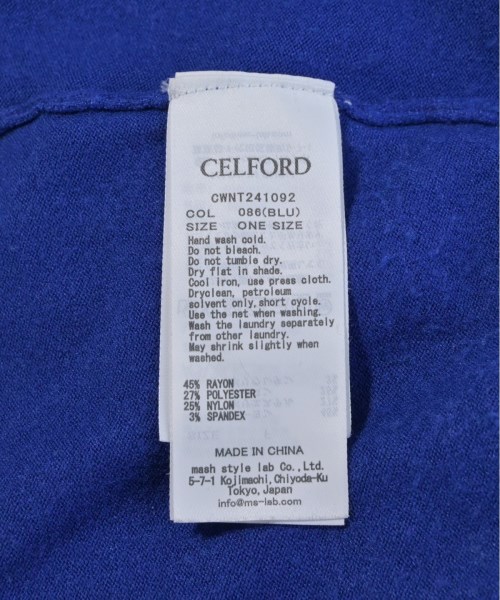 CELFORD
CWNT241092
COL 086(BLU)
SIZE ONE SIZE
Hand wash cold.
Do not bleach.
Do not tumble dry.
Dry flat in shade.
Cool iron, use press cloth.
Dryclean, petroleum
solvent only,short cycle.
Use the net when washing.
Wash the laundry separately
from other laundry.
May shrink slightly when
washed.
45% RAYON
27% POLYESTER
25% NYLON
3% SPANDEX
MADE IN CHINA
mash style lab Co.,Ltd.
5-7-1 Kojimachi,Chiyoda-Ku
Tokyo,Japan
info@ms-lab.com